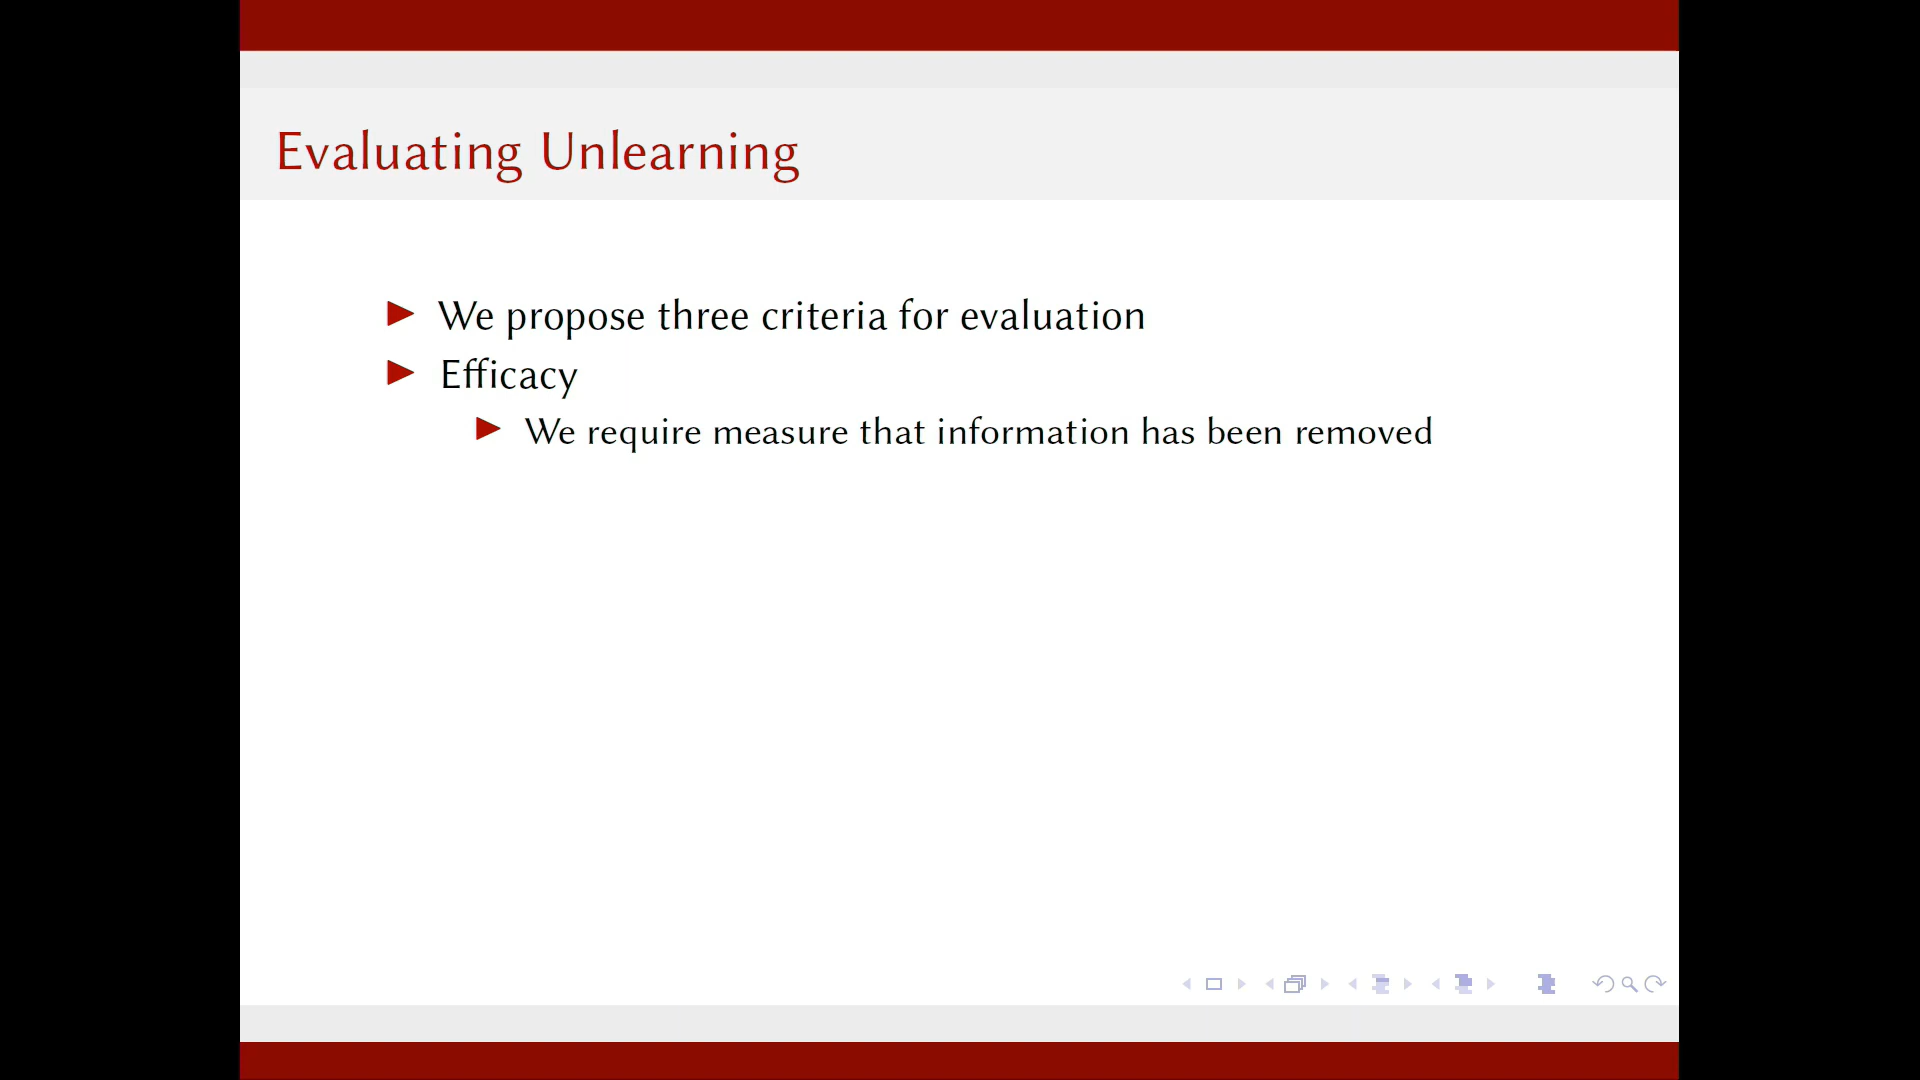 Evaluating Unlearning
We propose three criteria for evaluation
Efficacy
We require measure that information has been removed